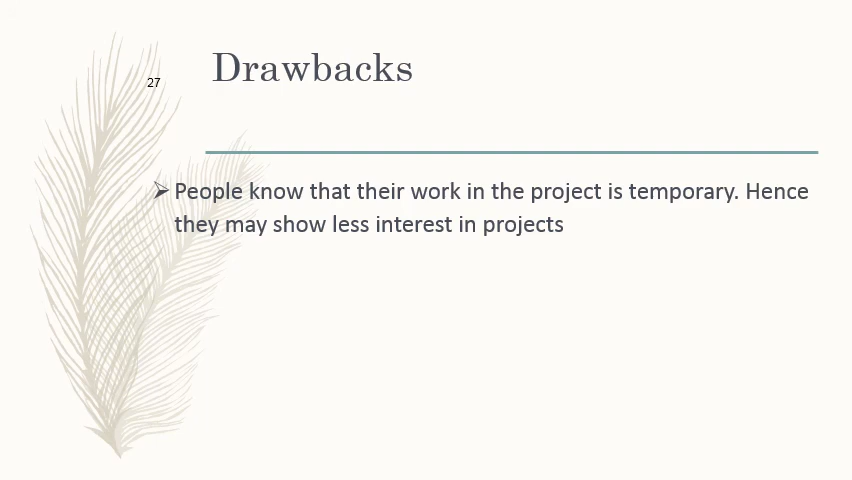 27
Drawbacks
➢ People know that their work in the project is temporary. Hence
they may show less interest in projects